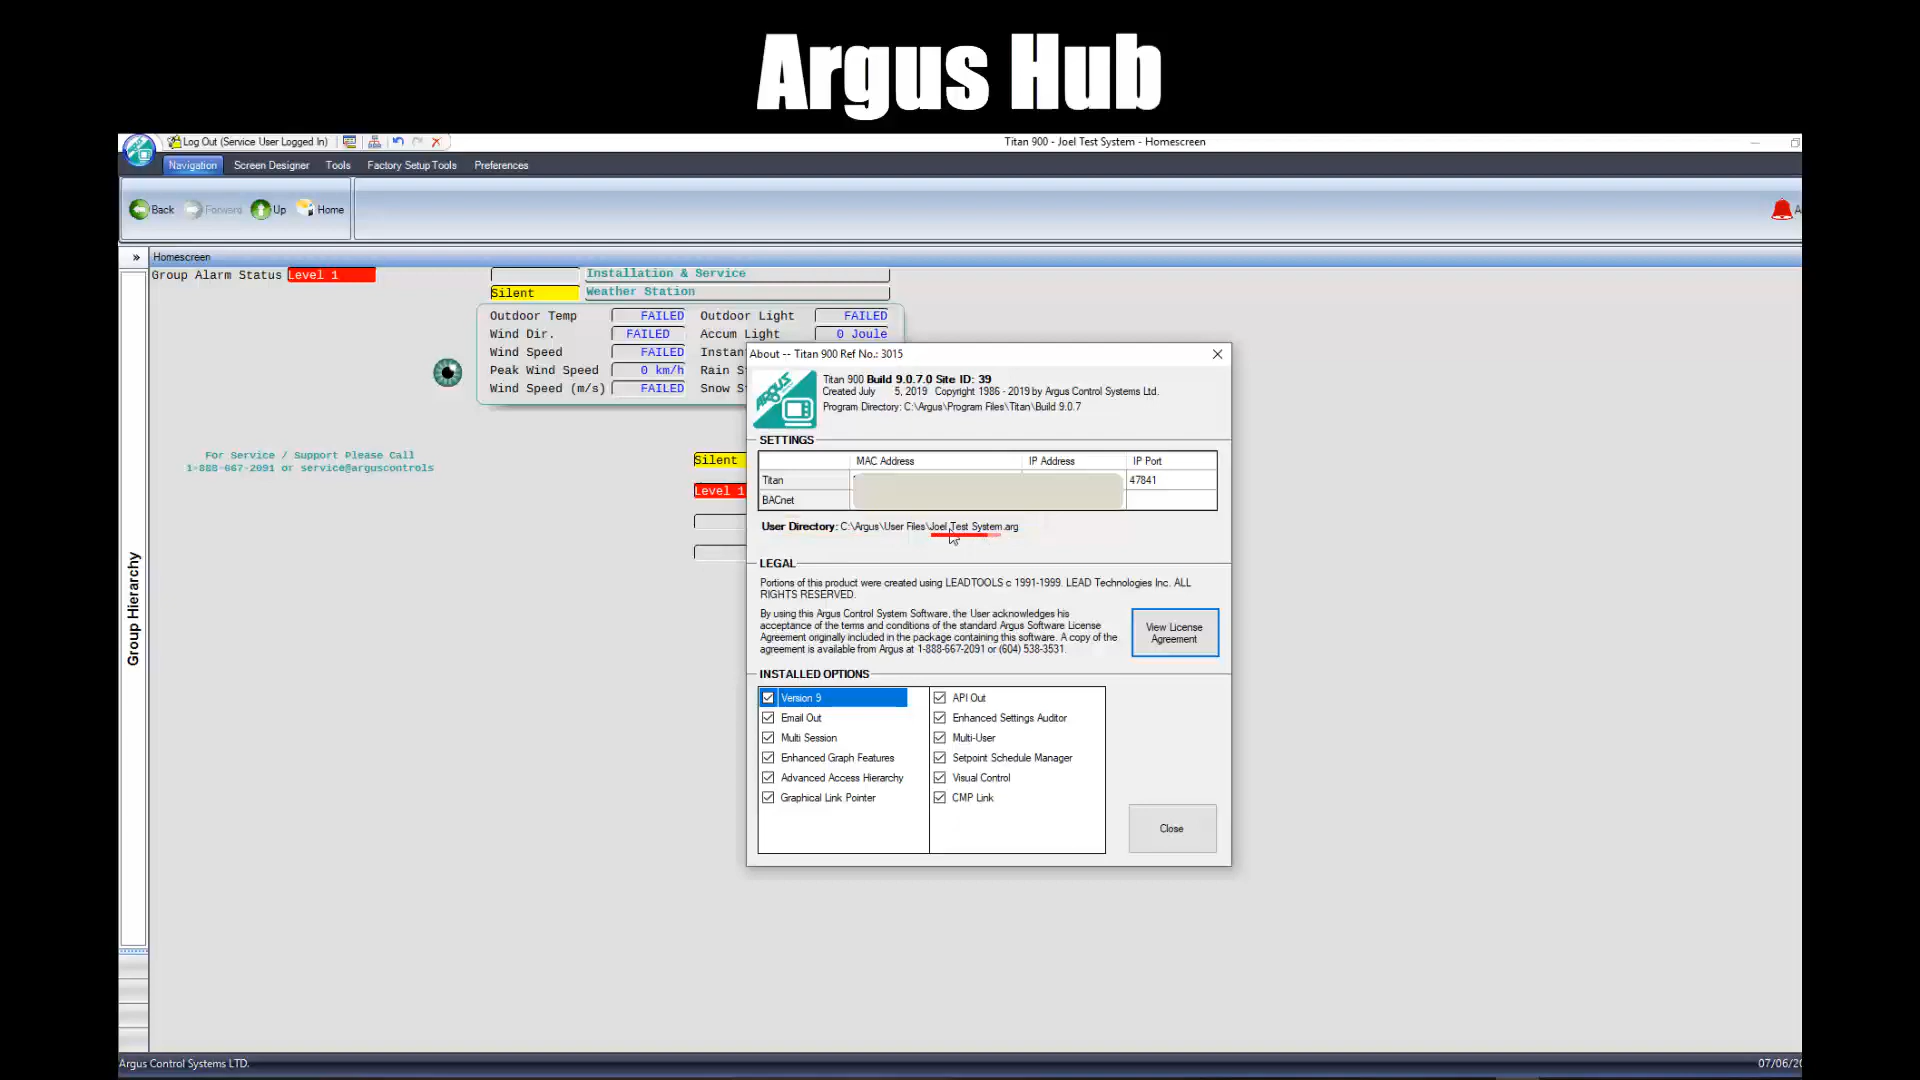 Argus Hub
Log Out (Service User Logged In)
Titan 900 - Joel Test System - Homescreen
Navigation Screen Designer Tools Factory Setup Tools Preferences
Back Forward Up Home
Homescreen
Group Alarm Status Level 1
Installation & Service
Silent Weather Station
Outdoor Temp FAILED Outdoor Light FAILED
Wind Dir. FAILED Accum Light 0 Joule
Wind Speed FAILED Instan
Peak Wind Speed 0 km/h Rain S
Wind Speed (m/s) FAILED Snow S
For Service / Support Please Call
1-888-667-2091 or service@arguscontrols
Silent
Level 1
Group Hierarchy
About -- Titan 900 Ref No.: 3015
ARGUS
Titan 900 Build 9.0.7.0 Site ID: 39
Created July 5, 2019 Copyright 1986 - 2019 by Argus Control Systems Ltd.
Program Directory: C:\Argus\Program Files\Titan\Build 9.0.7
SETTINGS
MAC Address IP Address IP Port
Titan 47841
BACnet
User Directory: C:\Argus\User Files\Joel Test System.arg
LEGAL
Portions of this product were created using LEADTOOLS c 1991-1999. LEAD Technologies Inc. ALL
RIGHTS RESERVED.
By using this Argus Control System Software, the User acknowledges his
acceptance of the terms and conditions of the standard Argus Software License
Agreement originally included in the package containing this software. A copy of the
agreement is available from Argus at 1-888-667-2091 or (604) 538-3531.
View License
Agreement
INSTALLED OPTIONS
Version 9 API Out
Email Out Enhanced Settings Auditor
Multi Session Multi-User
Enhanced Graph Features Setpoint Schedule Manager
Advanced Access Hierarchy Visual Control
Graphical Link Pointer CMP Link
Close
Argus Control Systems LTD.
07/06/20